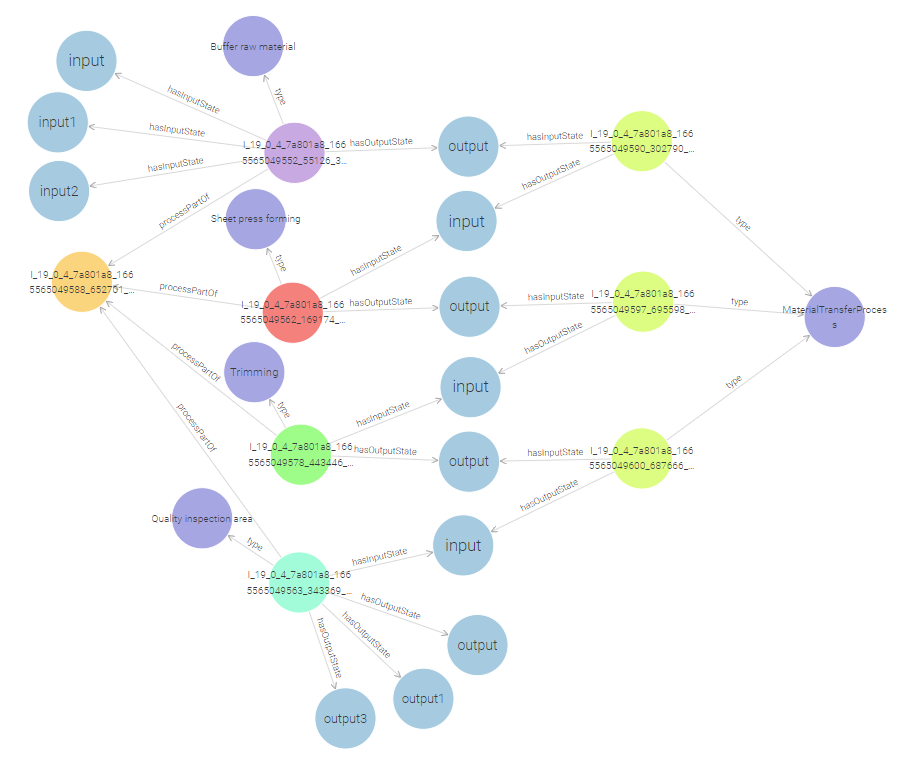 Buffer raw material
input
hasInputState
type
input1
hasInputState
I_19_0_4_7a801a8_166
5565049552_55126_3...
hasOutputState
output
hasInputState
I_19_0_4_7a801a8_166
5565049590_302790_...
input2
hasInputState
hasOutputState
processPartOf
Sheet press forming
input
type
type
hasInputState
I_19_0_4_7a801a8_166
5565049588_652701_...
processPartOf
I_19_0_4_7a801a8_166
5565049562_169174_...
hasOutputState
output
hasInputState
I_19_0_4_7a801a8_166
5565049597_695598_...
type
MaterialTransferProces
s
hasOutputState
processPartOf
Trimming
input
type
type
hasInputState
processPartOf
I_19_0_4_7a801a8_166
5565049578_443446_...
hasOutputState
output
hasInputState
I_19_0_4_7a801a8_166
5565049600_687666_...
hasOutputState
Quality inspection area
type
input
hasInputState
I_19_0_4_7a801a8_166
5565049563_343369_...
hasOutputState
hasOutputState
hasOutputState
output
output1
output3